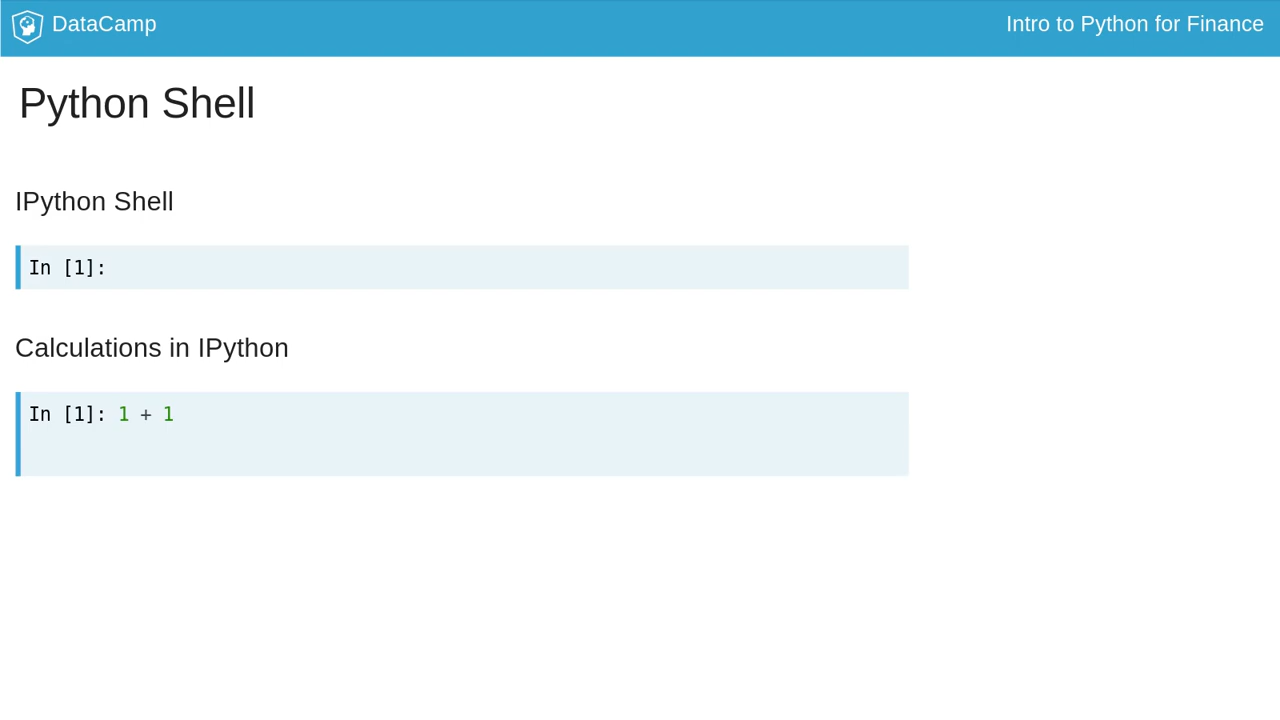 DataCamp
Intro to Python for Finance
Python Shell
IPython Shell
In [1]:
Calculations in IPython
In [1]: 1 + 1